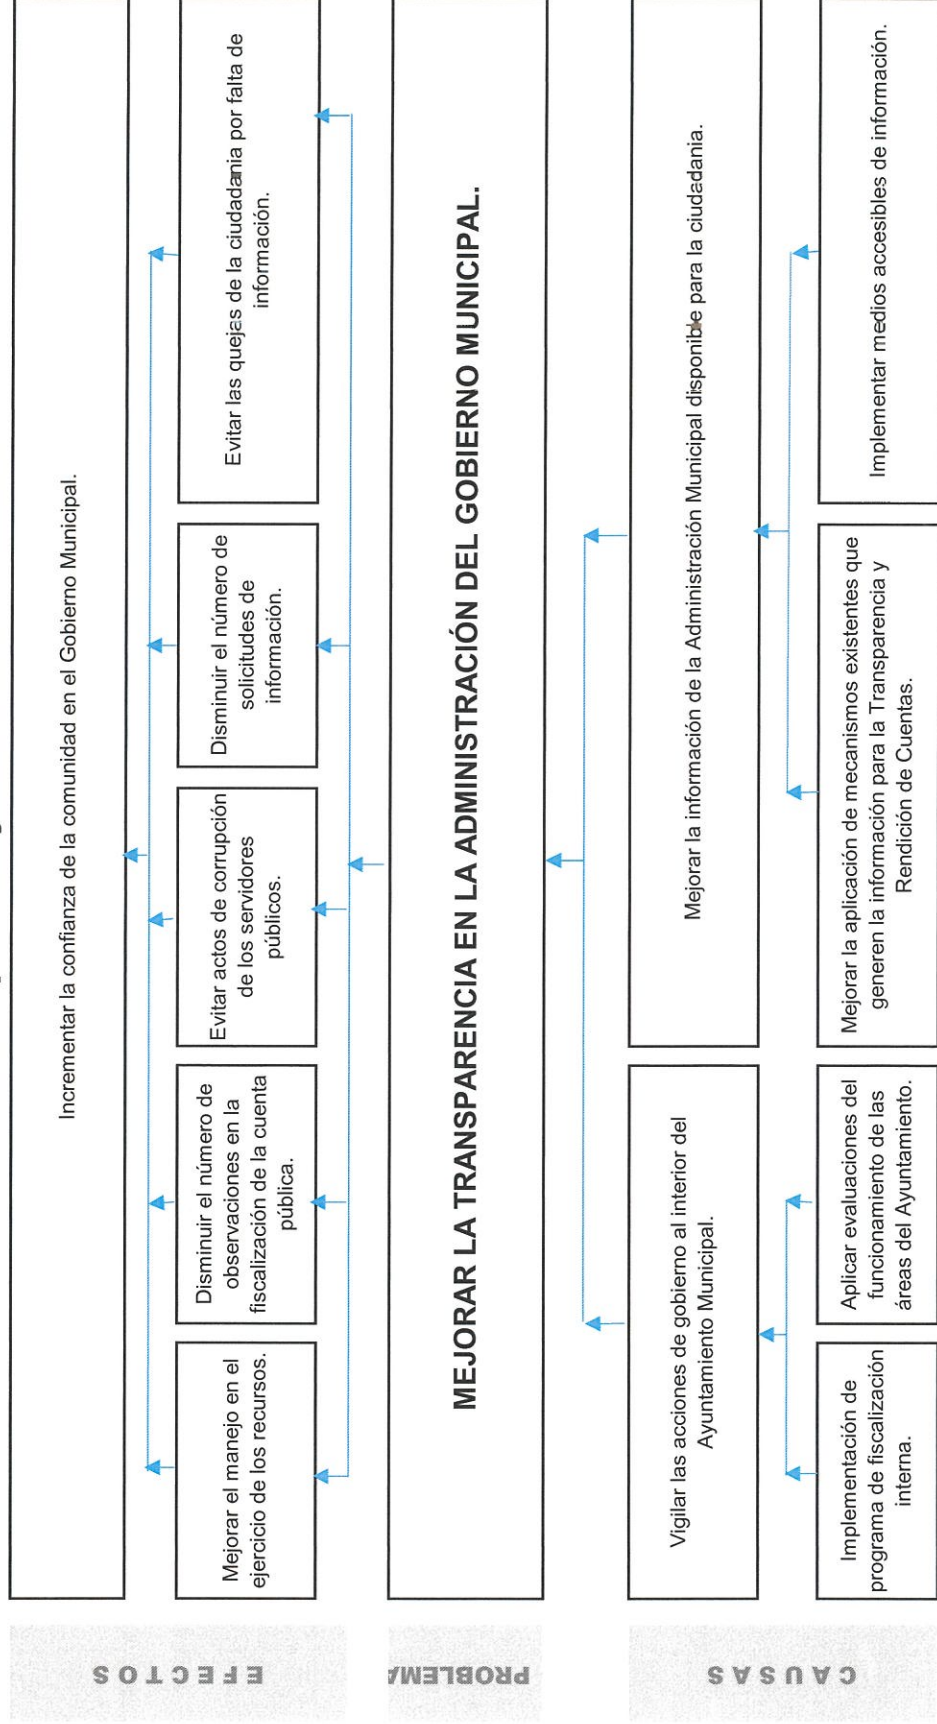 EFECTOS
Incrementar la confianza de la comunidad en el Gobierno Municipal.
Mejorar el manejo en el
ejercicio de los recursos.
Disminuir el número de
observaciones en la
fiscalización de la cuenta
pública.
Evitar actos de corrupción
de los servidores
públicos.
Disminuir el número de
solicitudes de
información.
Evitar las quejas de la ciudadania por falta de
información.
PROBLEMA
MEJORAR LA TRANSPARENCIA EN LA ADMINISTRACIÓN DEL GOBIERNO MUNICIPAL.
CAUSAS
Vigilar las acciones de gobierno al interior del
Ayuntamiento Municipal.
Mejorar la información de la Administración Municipal disponible para la ciudadania.
Implementación de
programa de fiscalización
interna.
Aplicar evaluaciones del
funcionamiento de las
áreas del Ayuntamiento.
Mejorar la aplicación de mecanismos existentes que
generen la información para la Transparencia y
Rendición de Cuentas.
Implementar medios accesibles de información.